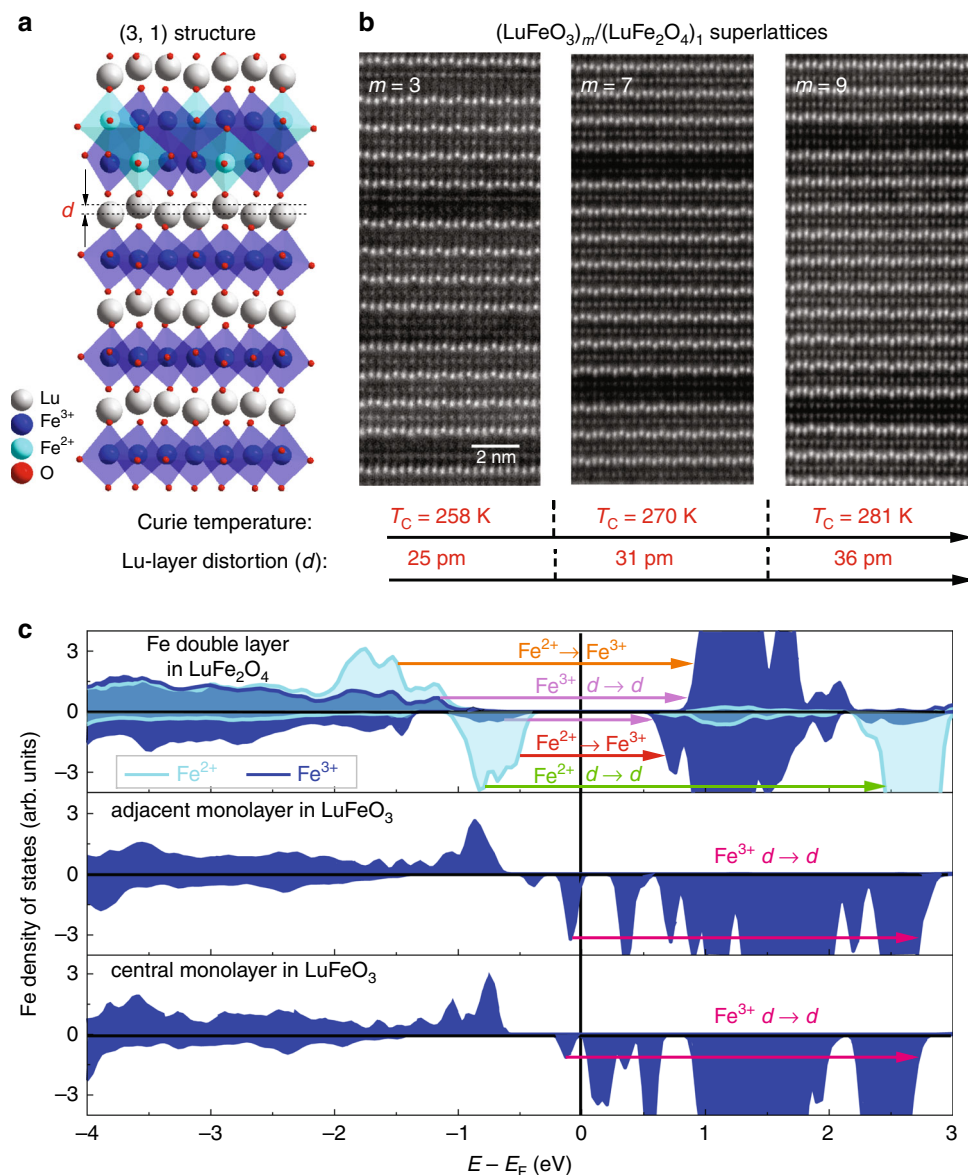 a
(3, 1) structure
d
Lu
Fe³⁺
Fe²⁺
O
b
(LuFeO₃)ₘ/(LuFe₂O₄)₁ superlattices
m = 3
m = 7
m = 9
2 nm
Curie temperature:
T_C = 258 K
T_C = 270 K
T_C = 281 K
Lu-layer distortion (d):
25 pm
31 pm
36 pm
c
Fe density of states (arb. units)
3
0
−3
Fe double layer
in LuFe₂O₄
Fe²⁺→ Fe³⁺
Fe³⁺ d → d
Fe²⁺→ Fe³⁺
Fe²⁺ d → d
Fe²⁺
Fe³⁺
3
0
−3
adjacent monolayer in LuFeO₃
Fe³⁺ d → d
3
0
−3
central monolayer in LuFeO₃
Fe³⁺ d → d
−4
−3
−2
−1
0
1
2
3
E − E_F (eV)